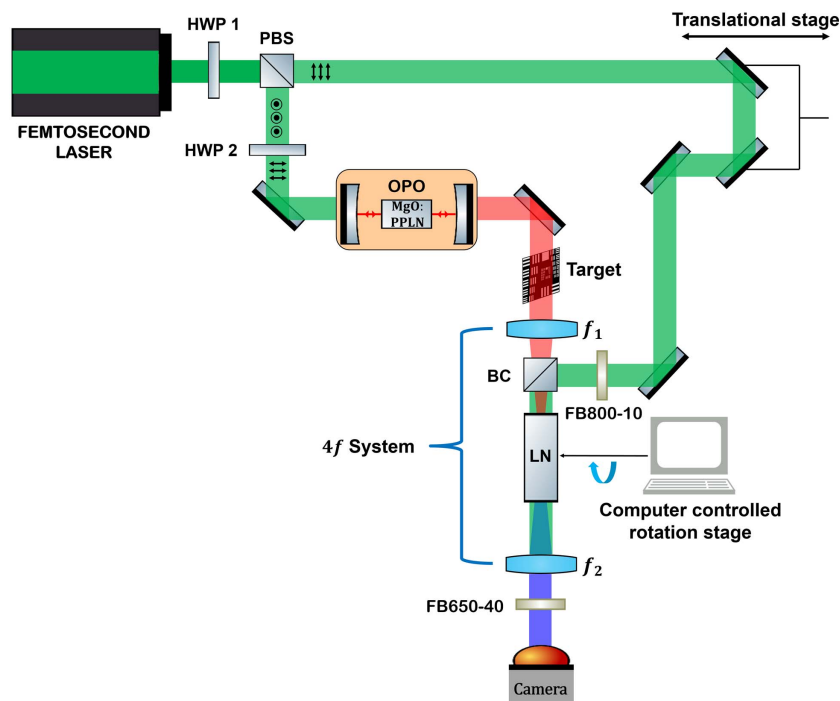 HWP 1
PBS
Translational stage
FEMTOSECOND
LASER
HWP 2
OPO
MgO:
PPLN
Target
f1
BC
FB800-10
4f System
LN
Computer controlled
rotation stage
f2
FB650-40
Camera